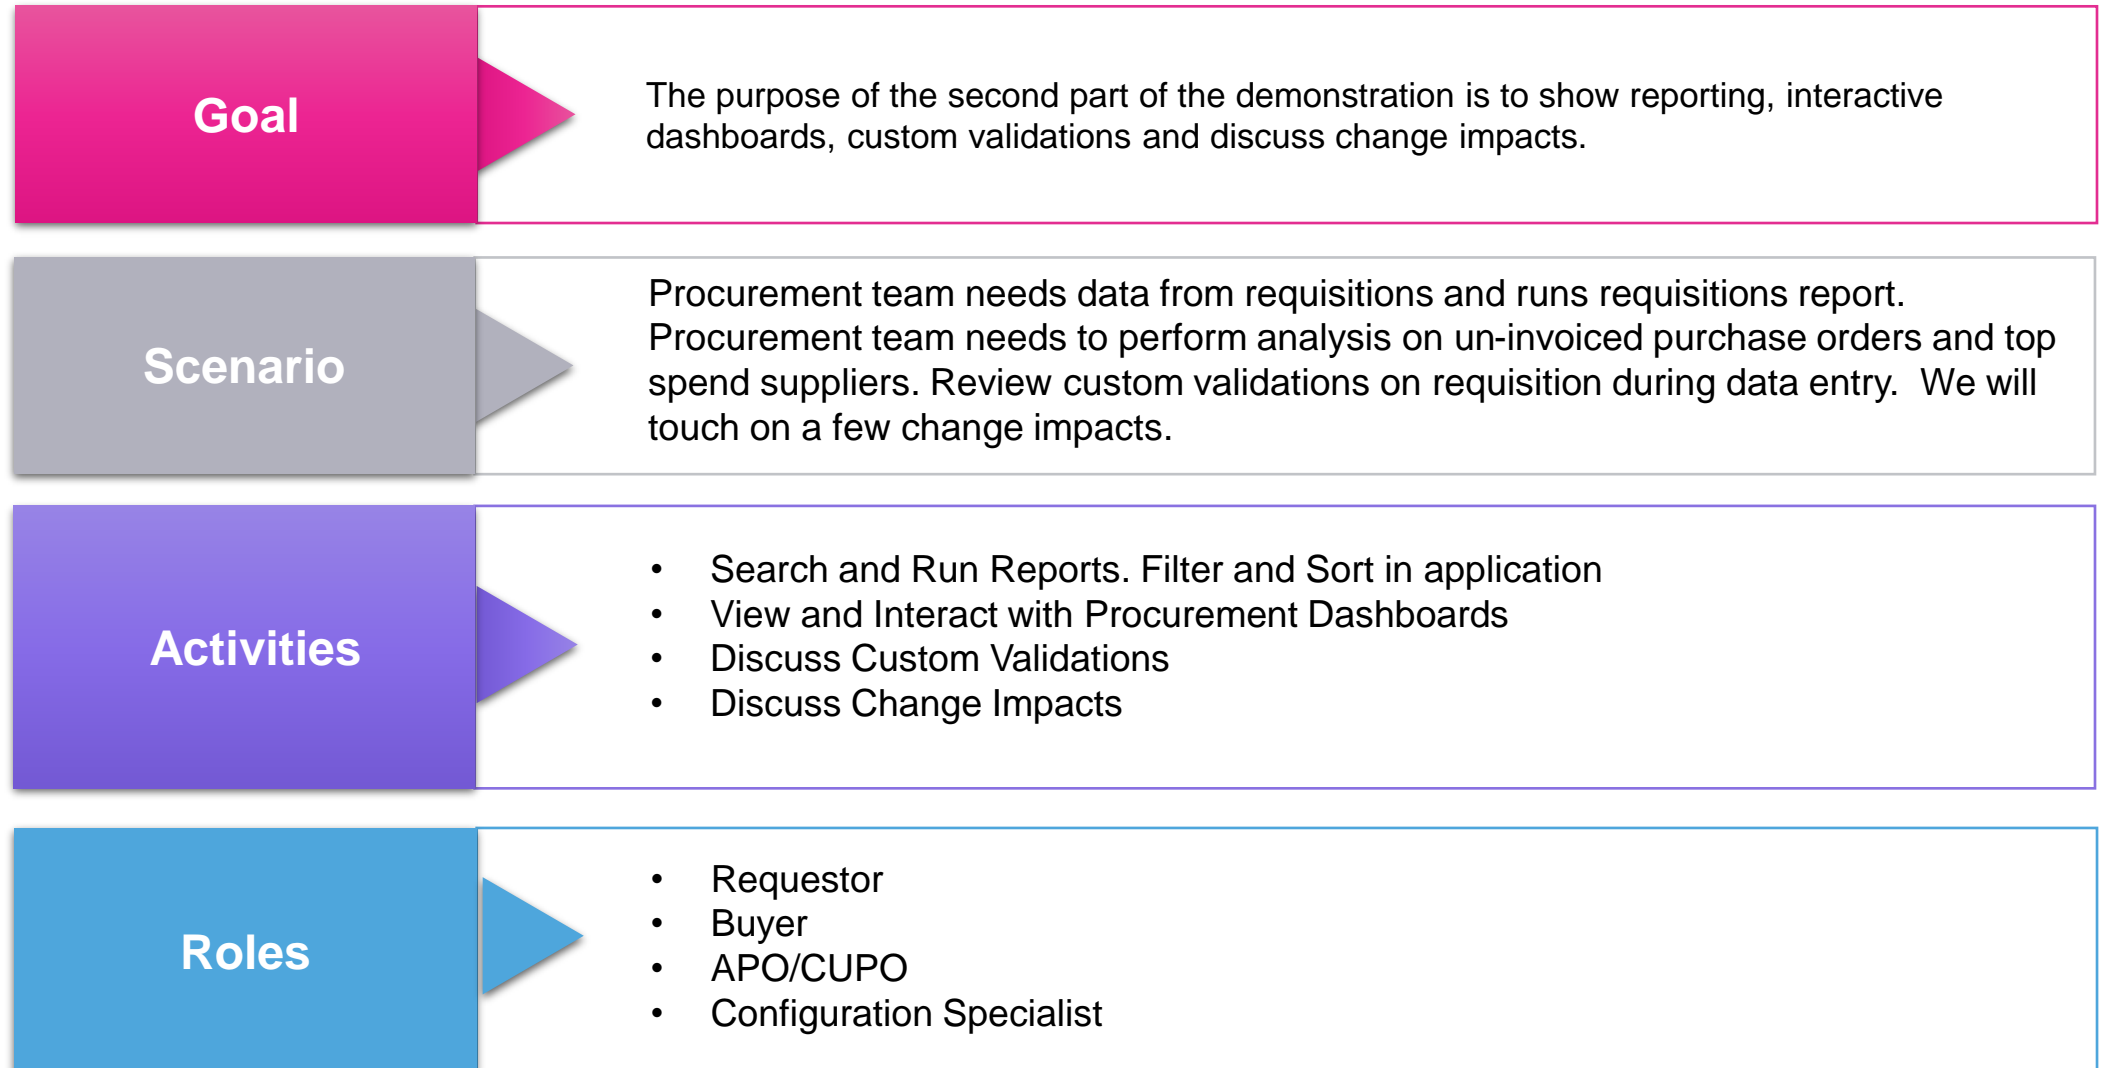 Goal
The purpose of the second part of the demonstration is to show reporting, interactive
dashboards, custom validations and discuss change impacts.
Scenario
Procurement team needs data from requisitions and runs requisitions report.
Procurement team needs to perform analysis on un-invoiced purchase orders and top
spend suppliers. Review custom validations on requisition during data entry.  We will
touch on a few change impacts.
Activities
• Search and Run Reports. Filter and Sort in application
• View and Interact with Procurement Dashboards
• Discuss Custom Validations
• Discuss Change Impacts
Roles
• Requestor
• Buyer
• APO/CUPO
• Configuration Specialist